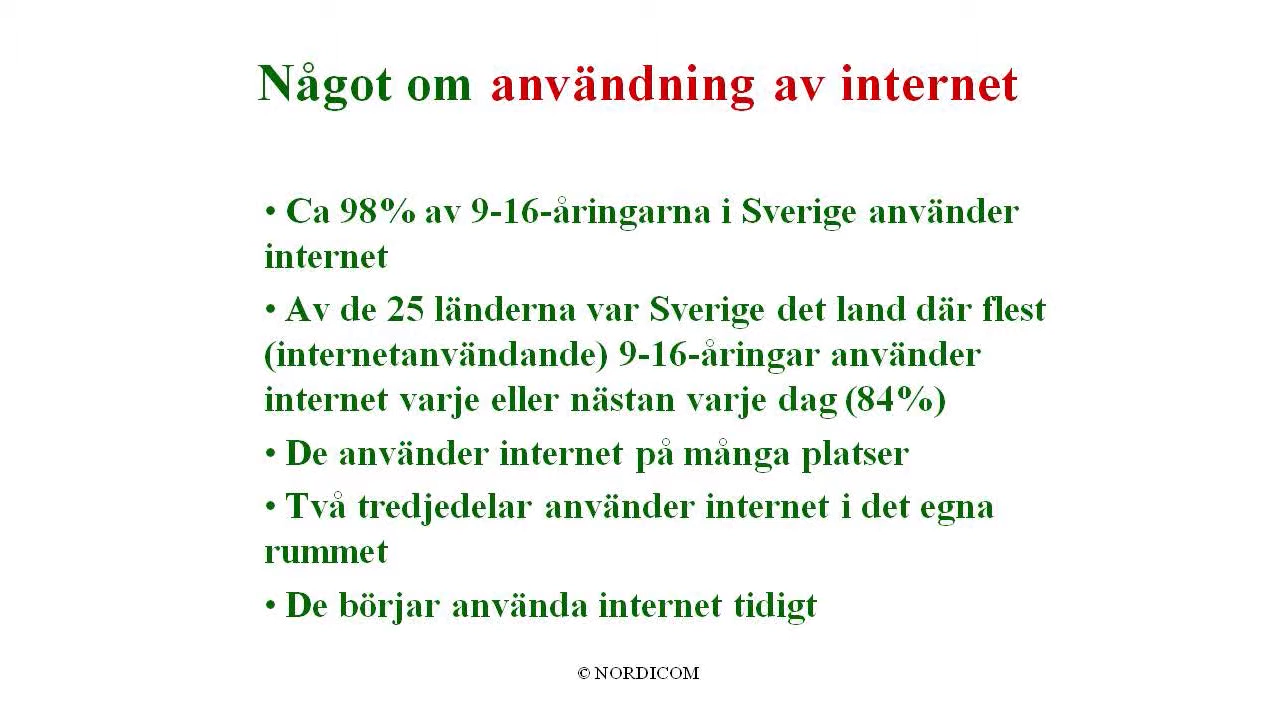 Något om användning av internet
• Ca 98% av 9-16-åringarna i Sverige använder
internet
• Av de 25 länderna var Sverige det land där flest
(internetanvändande) 9-16-åringar använder
internet varje eller nästan varje dag (84%)
• De använder internet på många platser
• Två tredjedelar använder internet i det egna
rummet
• De börjar använda internet tidigt
© NORDICOM